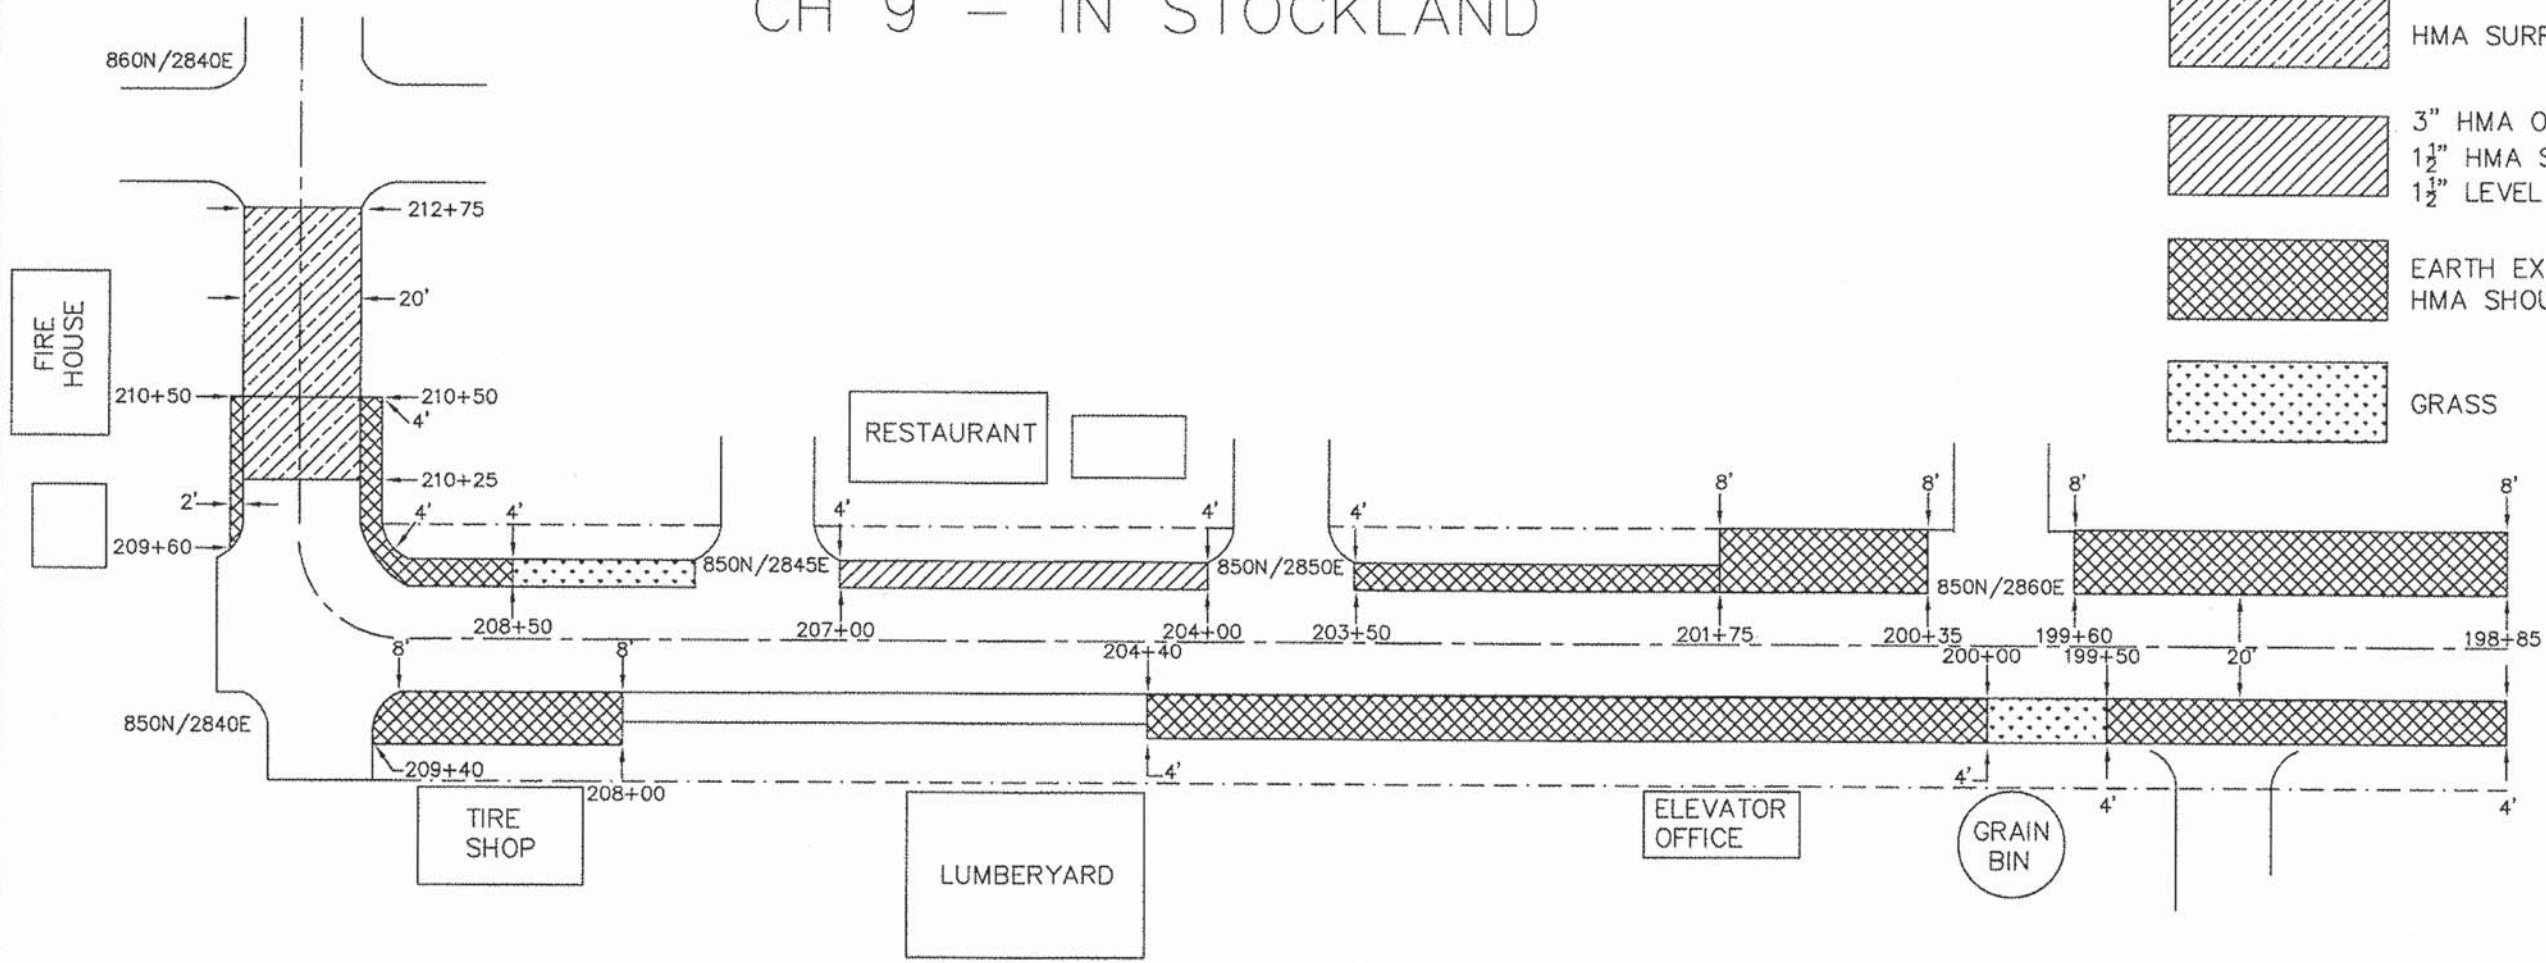 CH 9 – IN STOCKLAND
860N/2840E
HMA SURF
3" HMA O
1½" HMA S
1½" LEVEL
EARTH EX
HMA SHOU
GRASS
212+75
20'
FIRE
HOUSE
210+50
210+50
4'
210+25
2'
209+60
4'
4'
RESTAURANT
4'
4'
4'
8'
8'
8'
8'
850N/2845E
850N/2850E
850N/2860E
208+50
207+00
204+00
203+50
201+75
200+35
199+60
198+85
8'
8'
204+40
200+00
199+50
20'
850N/2840E
209+40
208+00
4'
4'
4'
4'
TIRE
SHOP
LUMBERYARD
ELEVATOR
OFFICE
GRAIN
BIN